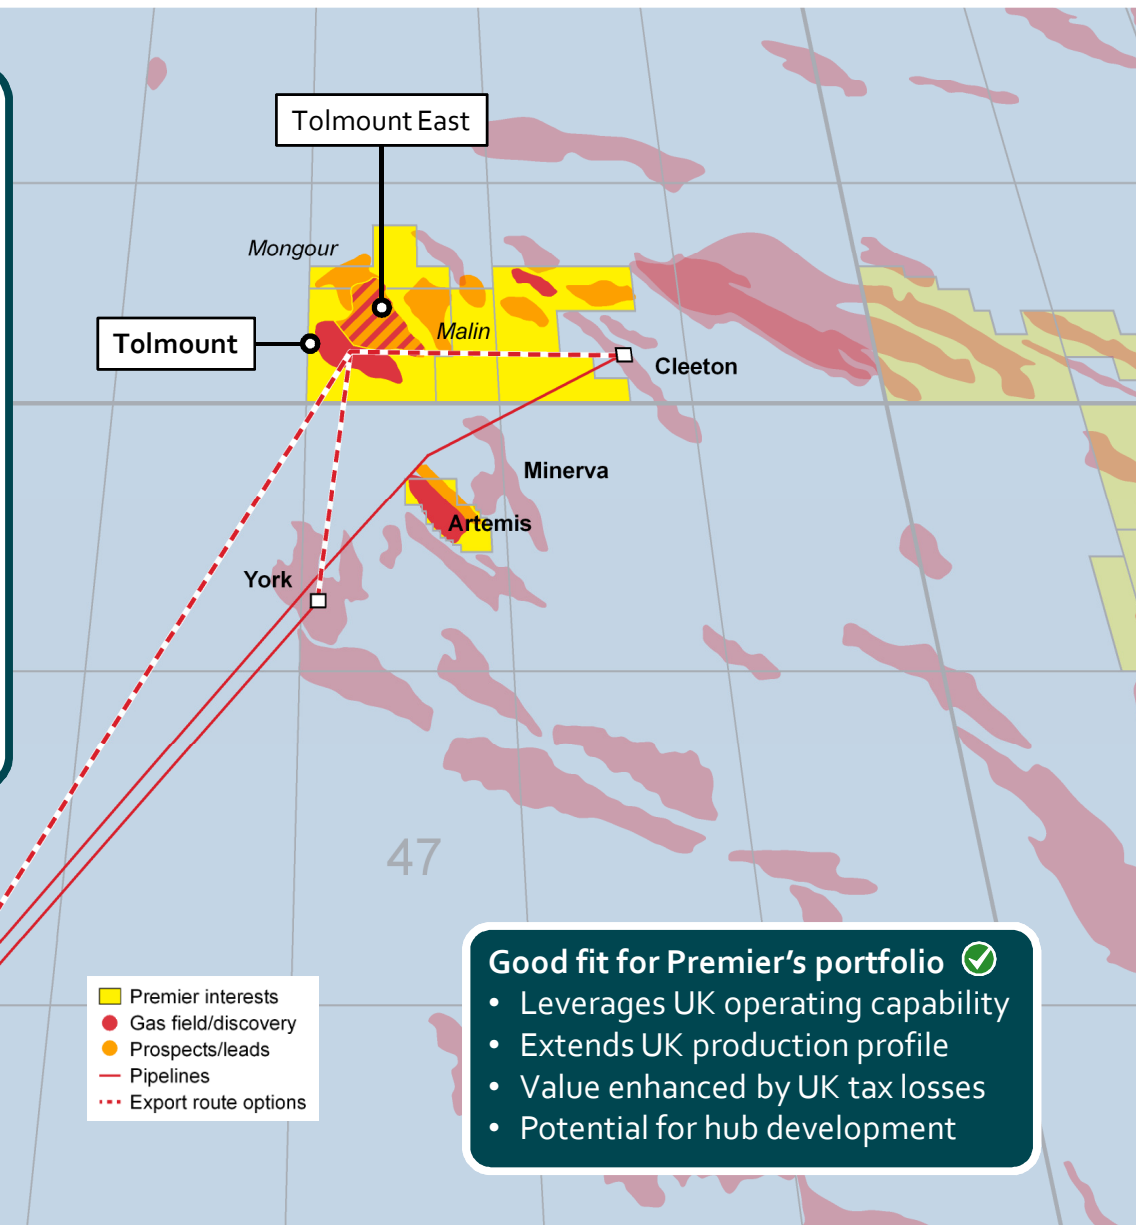 Tolmount East
Mongour
Malin
Tolmount
Cleeton
Minerva
Artemis
York
47
Good fit for Premier’s portfolio
• Leverages UK operating capability
• Extends UK production profile
• Value enhanced by UK tax losses
• Potential for hub development
Premier interests
Gas field/discovery
Prospects/leads
Pipelines
Export route options